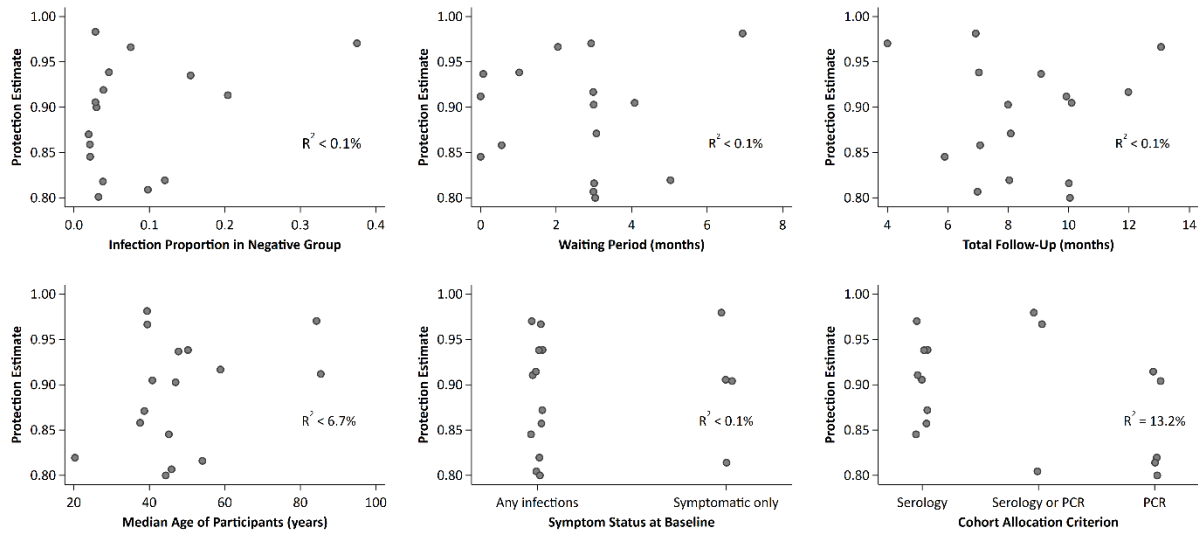 Protection Estimate
1.00
0.95
0.90
0.85
0.80
R² < 0.1%
0.0 0.1 0.2 0.3 0.4
Infection Proportion in Negative Group
Protection Estimate
1.00
0.95
0.90
0.85
0.80
R² < 0.1%
0 2 4 6 8
Waiting Period (months)
Protection Estimate
1.00
0.95
0.90
0.85
0.80
R² < 0.1%
4 6 8 10 12 14
Total Follow-Up (months)
Protection Estimate
1.00
0.95
0.90
0.85
0.80
R² < 6.7%
20 40 60 80 100
Median Age of Participants (years)
Protection Estimate
1.00
0.95
0.90
0.85
0.80
R² < 0.1%
Any infections Symptomatic only
Symptom Status at Baseline
Protection Estimate
1.00
0.95
0.90
0.85
0.80
R² = 13.2%
Serology Serology or PCR PCR
Cohort Allocation Criterion